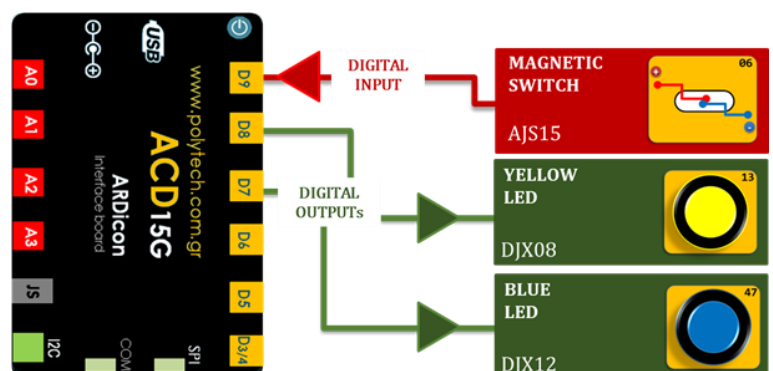 A0
A1
A2
A3
JS
I2C
USB
www.polytech.com.gr
ACD15G
ARDicon
Interface board
COM
SPI
D9
D8
D7
D6
D5
D3/4
DIGITAL
INPUT
DIGITAL
OUTPUTs
MAGNETIC
SWITCH
AJS15
06
YELLOW
LED
DJX08
13
BLUE
LED
DJX12
47